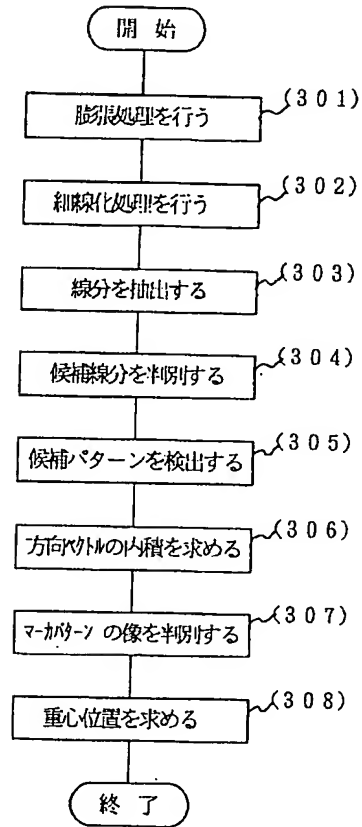 開始
膨張処理を行う (301)
細線化処理を行う (302)
線分を抽出する (303)
候補線分を判別する (304)
候補パターンを検出する (305)
方向ベクトルの内積を求める (306)
マーカパターンの像を判別する (307)
重心位置を求める (308)
終了